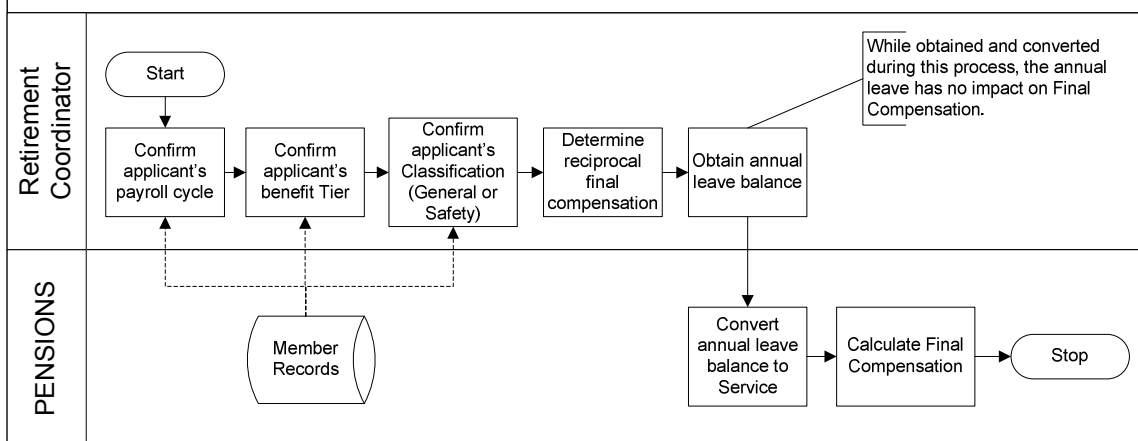 Retirement
Coordinator
Start
Confirm
applicant's
payroll cycle
Confirm
applicant's
benefit Tier
Confirm
applicant's
Classification
(General or
Safety)
Determine
reciprocal
final
compensation
Obtain annual
leave balance
While obtained and converted
during this process, the annual
leave has no impact on Final
Compensation.
PENSIONS
Member
Records
Convert
annual leave
balance to
Service
Calculate Final
Compensation
Stop